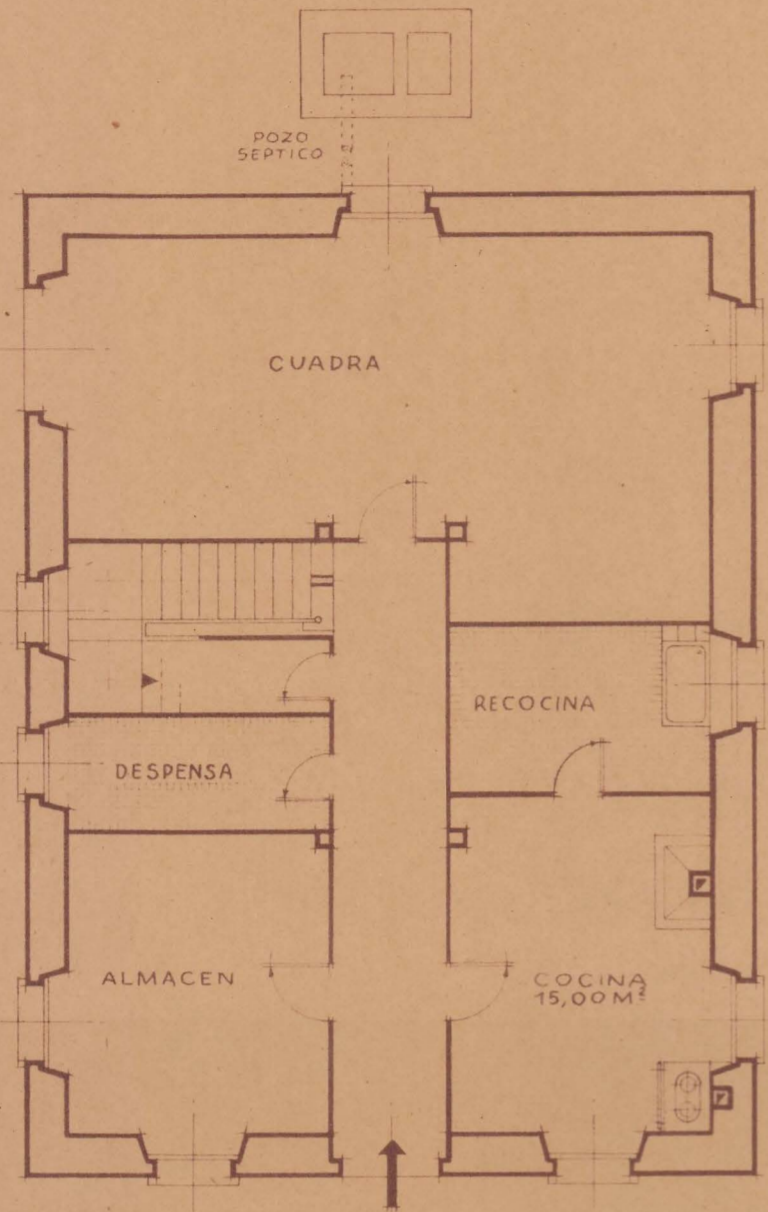 POZO
SEPTICO
CUADRA
RECOCINA
DESPENSA
ALMACEN
COCINA
15,00 M²